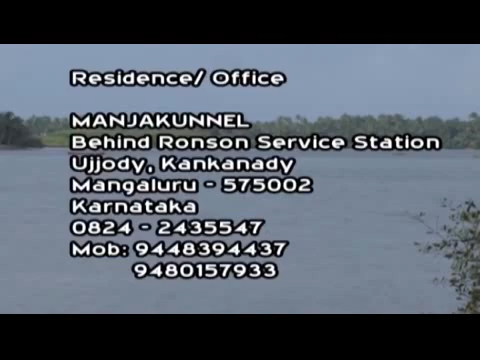 Residence/ Office
MANJAKUNNEL
Behind Ronson Service Station
Ujjody, Kankanady
Mangaluru - 575002
Karnataka
0824 - 2435547
Mob: 9448394437
9480157933